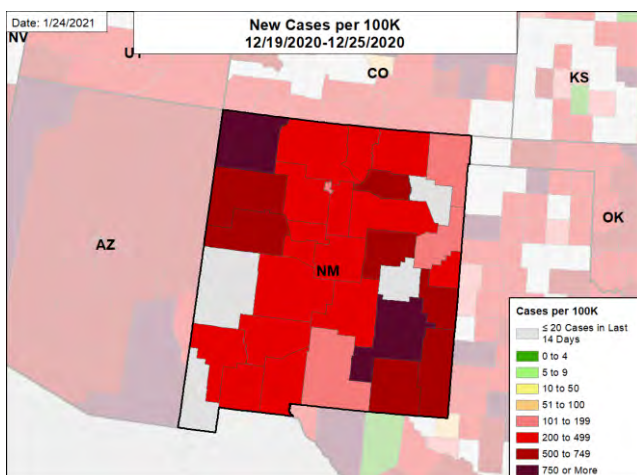 Date: 1/24/2021
New Cases per 100K
12/19/2020-12/25/2020
NV
UT
CO
KS
AZ
NM
OK
Cases per 100K
≤ 20 Cases in Last
14 Days
0 to 4
5 to 9
10 to 50
51 to 100
101 to 199
200 to 499
500 to 749
750 or More